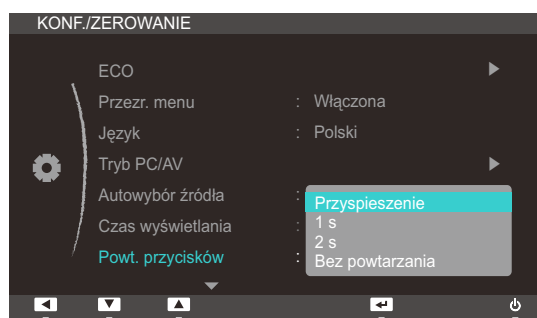 KONF./ZEROWANIE
ECO
Przezr. menu : Włączona
Język : Polski
Tryb PC/AV
Autowybór źródła :
Przyspieszenie
Czas wyświetlania :
1 s
2 s
Powt. przycisków :
Bez powtarzania